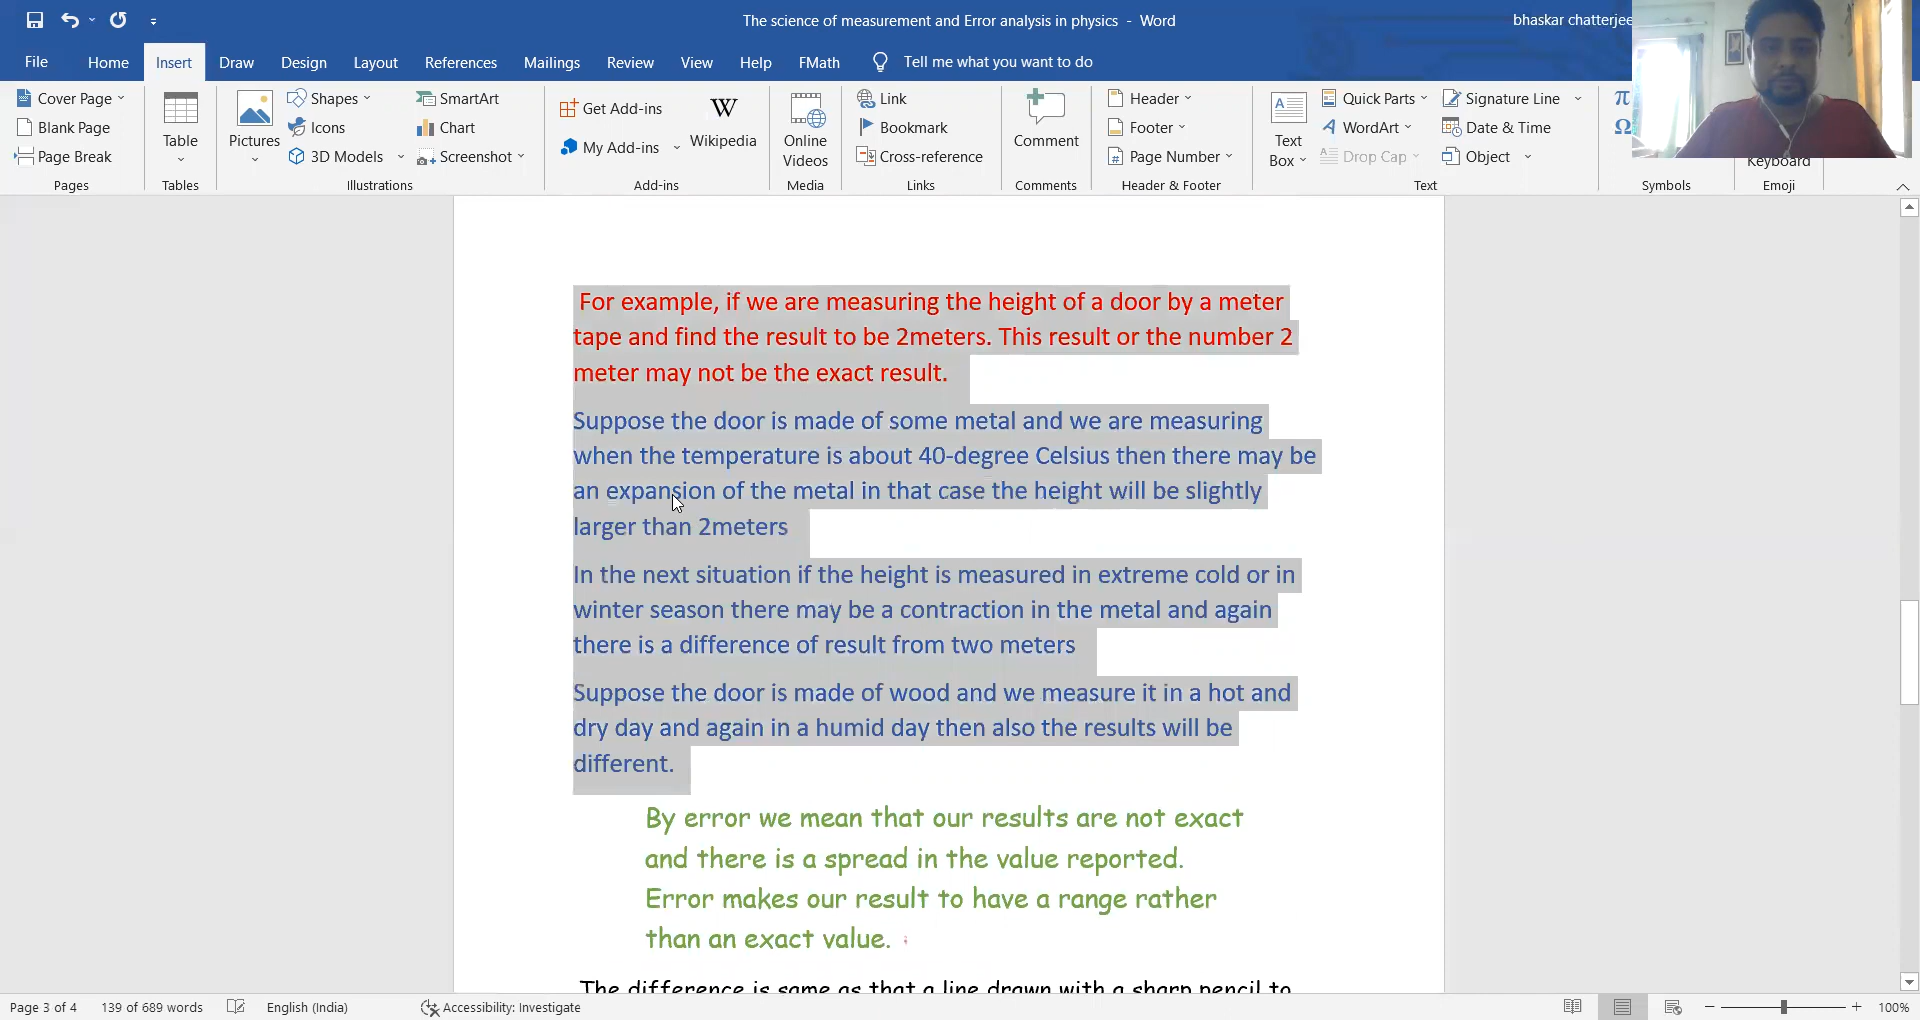 The science of measurement and Error analysis in physics - Word
bhaskar chatterjee
File Home Insert Draw Design Layout References Mailings Review View Help FMath Tell me what you want to do
Cover Page
Blank Page
Page Break
Pages
Table
Tables
Pictures
Shapes
Icons
3D Models
SmartArt
Chart
Screenshot
Illustrations
Get Add-ins
My Add-ins
W
Wikipedia
Add-ins
Online
Videos
Media
Link
Bookmark
Cross-reference
Links
Comment
Comments
Header
Footer
Page Number
Header & Footer
Text
Box
Quick Parts
WordArt
Drop Cap
Signature Line
Date & Time
Object
Text
π
Ω
Symbols
Keyboard
Emoji
For example, if we are measuring the height of a door by a meter
tape and find the result to be 2meters. This result or the number 2
meter may not be the exact result.
Suppose the door is made of some metal and we are measuring
when the temperature is about 40-degree Celsius then there may be
an expansion of the metal in that case the height will be slightly
larger than 2meters
In the next situation if the height is measured in extreme cold or in
winter season there may be a contraction in the metal and again
there is a difference of result from two meters
Suppose the door is made of wood and we measure it in a hot and
dry day and again in a humid day then also the results will be
different.
By error we mean that our results are not exact
and there is a spread in the value reported.
Error makes our result to have a range rather
than an exact value.
The difference is same as that a line drawn with a sharp pencil to
Page 3 of 4 139 of 689 words English (India) Accessibility: Investigate 100%